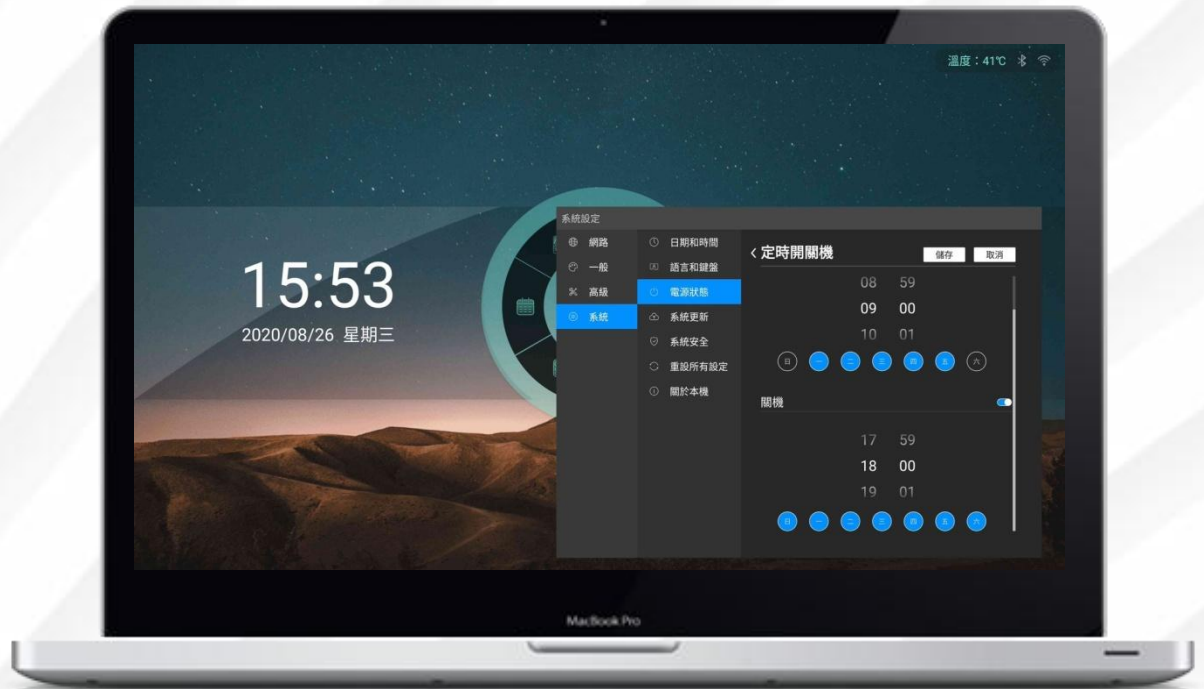 溫度：41℃
15:53
2020/08/26 星期三
系統設定
網路
一般
高級
系統
日期和時間
語言和鍵盤
電源狀態
系統更新
系統安全
重設所有設定
關於本機
定時開關機
儲存 取消
08 59
09 00
10 01
日 一 二 三 四 五 六
關機
17 59
18 00
19 01
日 一 二 三 四 五 六
MacBook Pro